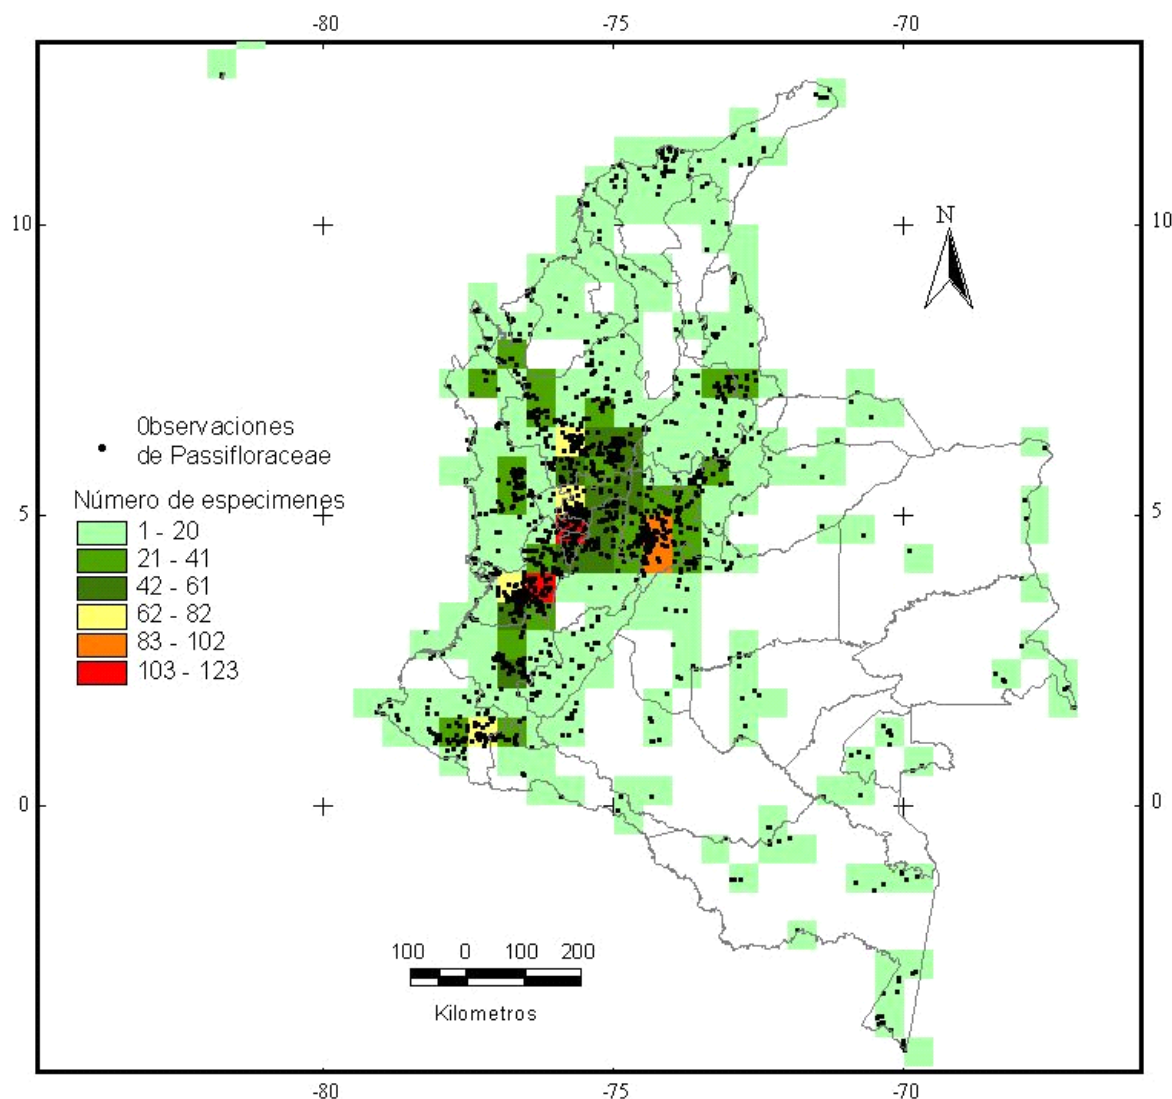 -80 -75 -70
N
10 10
0bservaciones
de Passifloraceae
Número de especimenes
5 5
1 - 20
21 - 41
42 - 61
62 - 82
83 - 102
103 - 123
0 0
100 0 100 200
Kilometros
-80 -75 -70